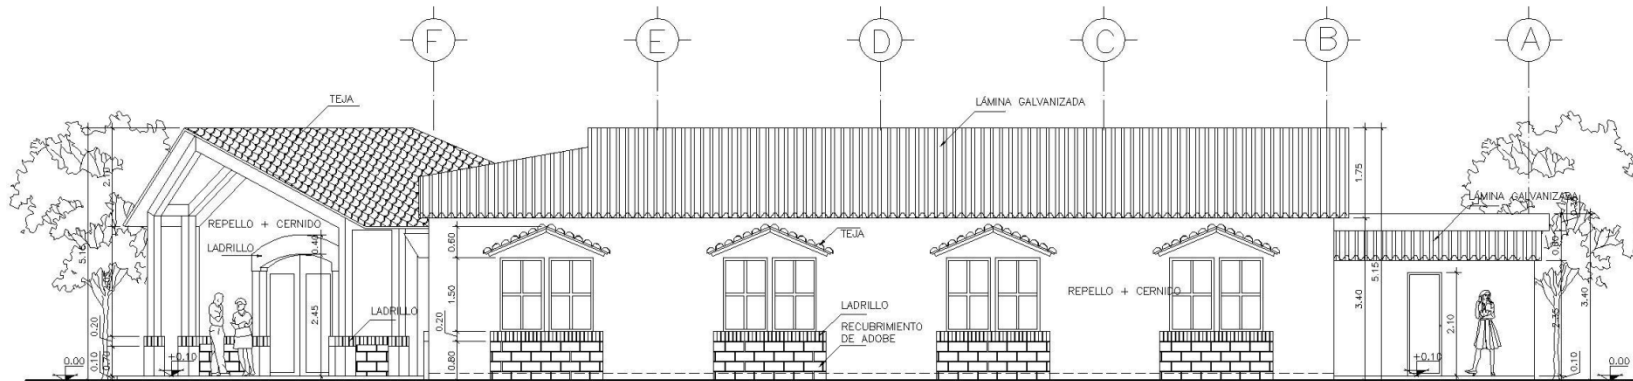 F
E
D
C
B
A
TEJA
LÁMINA GALVANIZADA
LÁMINA GALVANIZADA
REPELLO + CERNIDO
LADRILLO
TEJA
REPELLO + CERNIDO
LADRILLO
LADRILLO
RECUBRIMIENTO
DE ADOBE
5.15
0.20
0.10
0.70
0.00
+0.10
0.40
2.45
0.60
1.50
0.20
0.80
1.75
3.40
5.15
2.10
+0.10
3.40
0.10
0.00